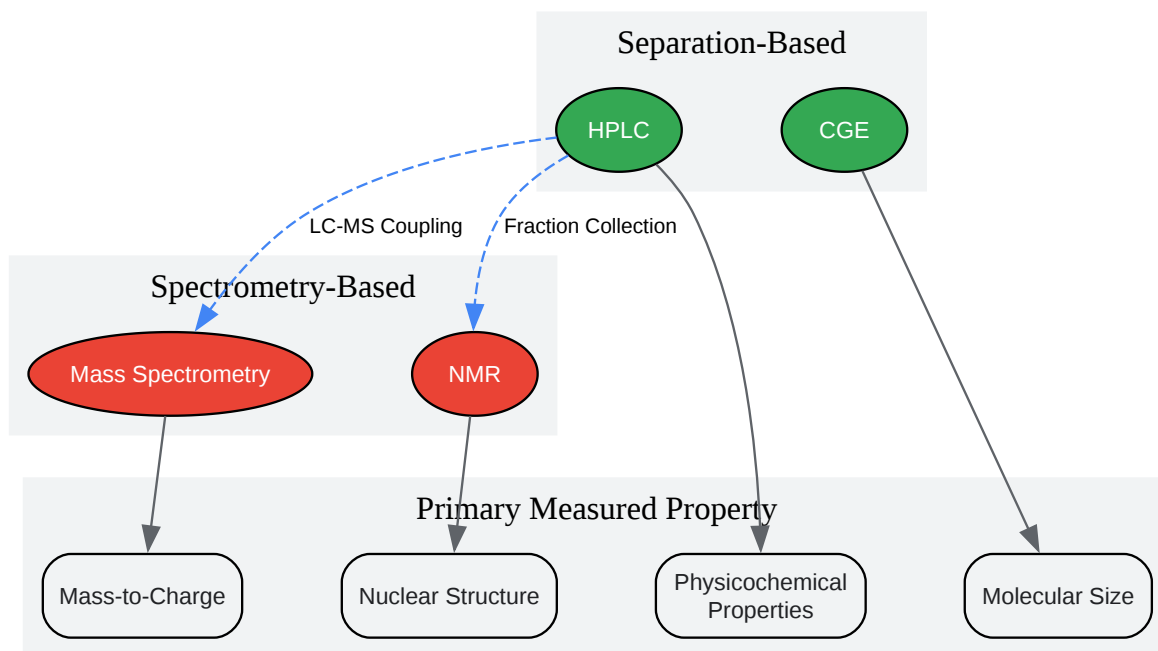 Separation-Based
HPLC
CGE
LC-MS Coupling
Fraction Collection
Spectrometry-Based
Mass Spectrometry
NMR
Primary Measured Property
Mass-to-Charge
Nuclear Structure
Physicochemical
Properties
Molecular Size